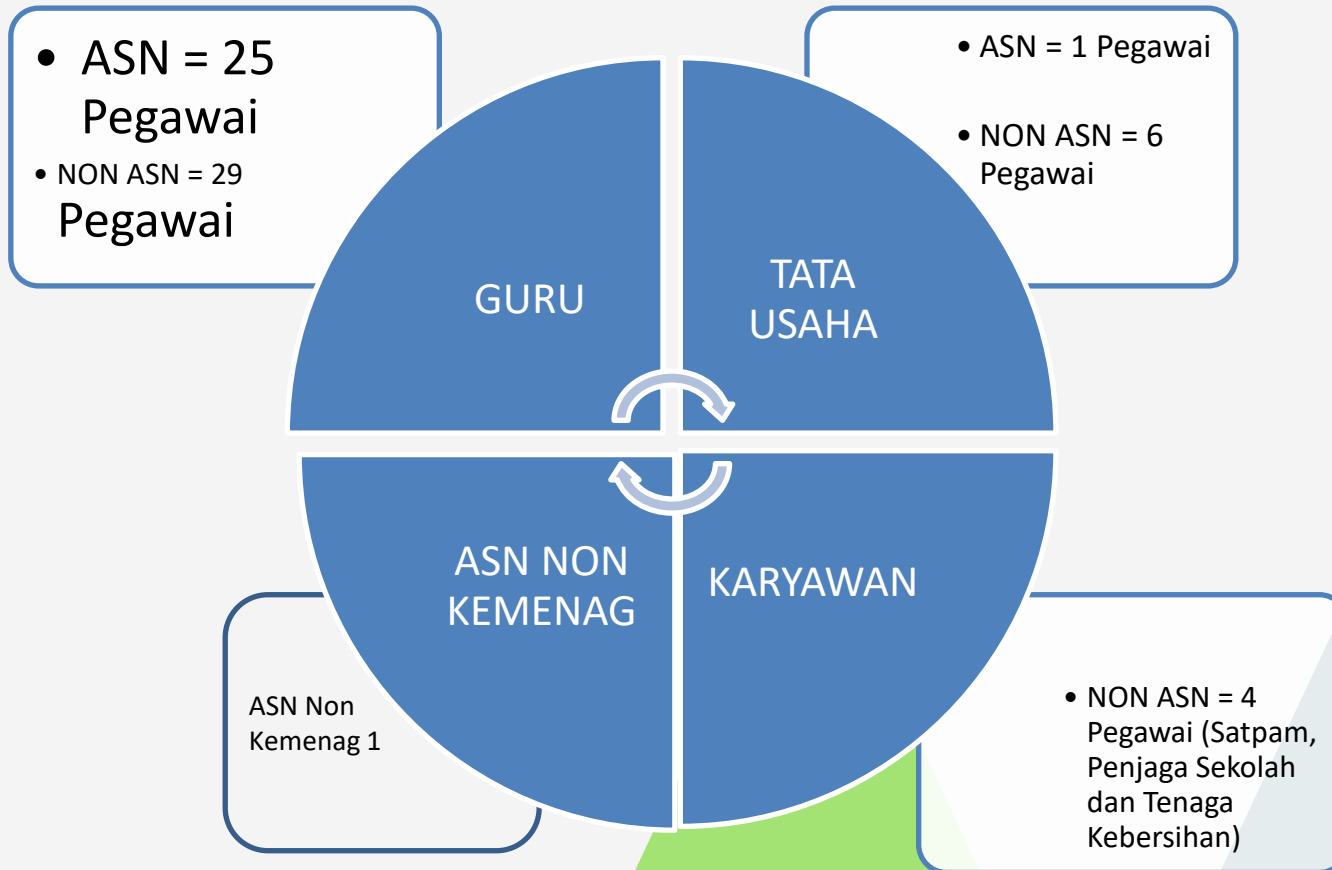 • ASN = 25
Pegawai
• NON ASN = 29
Pegawai
• ASN = 1 Pegawai
• NON ASN = 6
Pegawai
GURU
TATA
USAHA
ASN NON
KEMENAG
KARYAWAN
ASN Non
Kemenag 1
• NON ASN = 4
Pegawai (Satpam,
Penjaga Sekolah
dan Tenaga
Kebersihan)